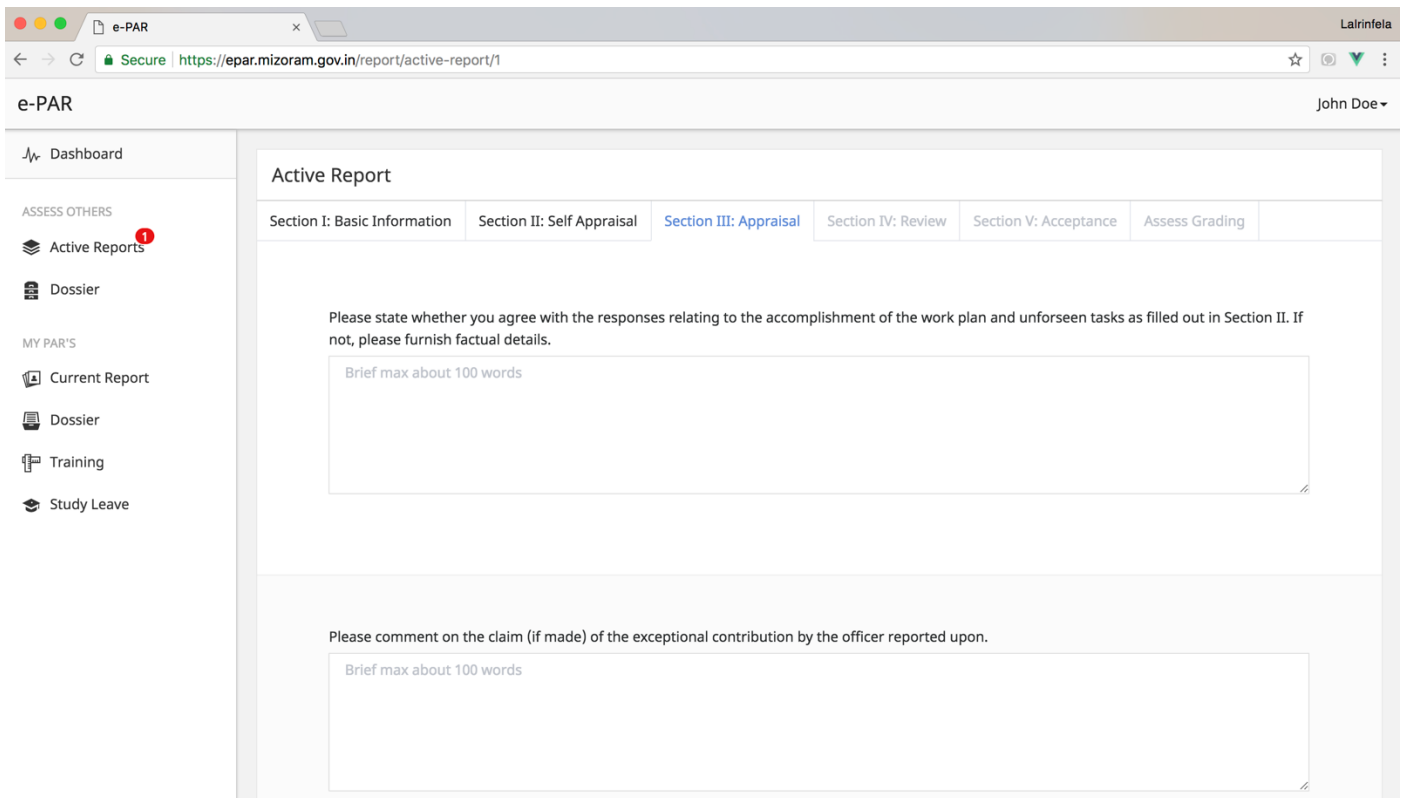 e-PAR
Lalrinfela
Secure https://epar.mizoram.gov.in/report/active-report/1
e-PAR
John Doe
Dashboard
ASSESS OTHERS
Active Reports
1
Dossier
MY PAR'S
Current Report
Dossier
Training
Study Leave
Active Report
Section I: Basic Information
Section II: Self Appraisal
Section III: Appraisal
Section IV: Review
Section V: Acceptance
Assess Grading
Please state whether you agree with the responses relating to the accomplishment of the work plan and unforseen tasks as filled out in Section II. If
not, please furnish factual details.
Brief max about 100 words
Please comment on the claim (if made) of the exceptional contribution by the officer reported upon.
Brief max about 100 words